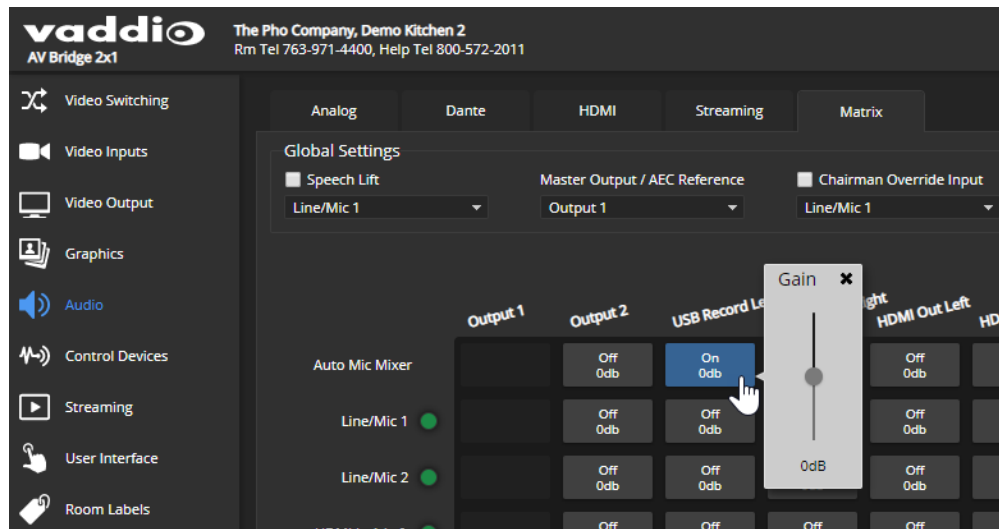 vaddio
AV Bridge 2x1
The Pho Company, Demo Kitchen 2
Rm Tel 763-971-4400, Help Tel 800-572-2011
Video Switching
Video Inputs
Video Output
Graphics
Audio
Control Devices
Streaming
User Interface
Room Labels
Analog Dante HDMI Streaming Matrix
Global Settings
Speech Lift Master Output / AEC Reference Chairman Override Input
Line/Mic 1 Output 1 Line/Mic 1
Gain
0dB
Output 1 Output 2 USB Record HDMI Out Left
Auto Mic Mixer
Off On Off
0db 0db 0db
Line/Mic 1
Off Off Off
0db 0db 0db
Line/Mic 2
Off Off Off
0db 0db 0db
Off Off Off Off